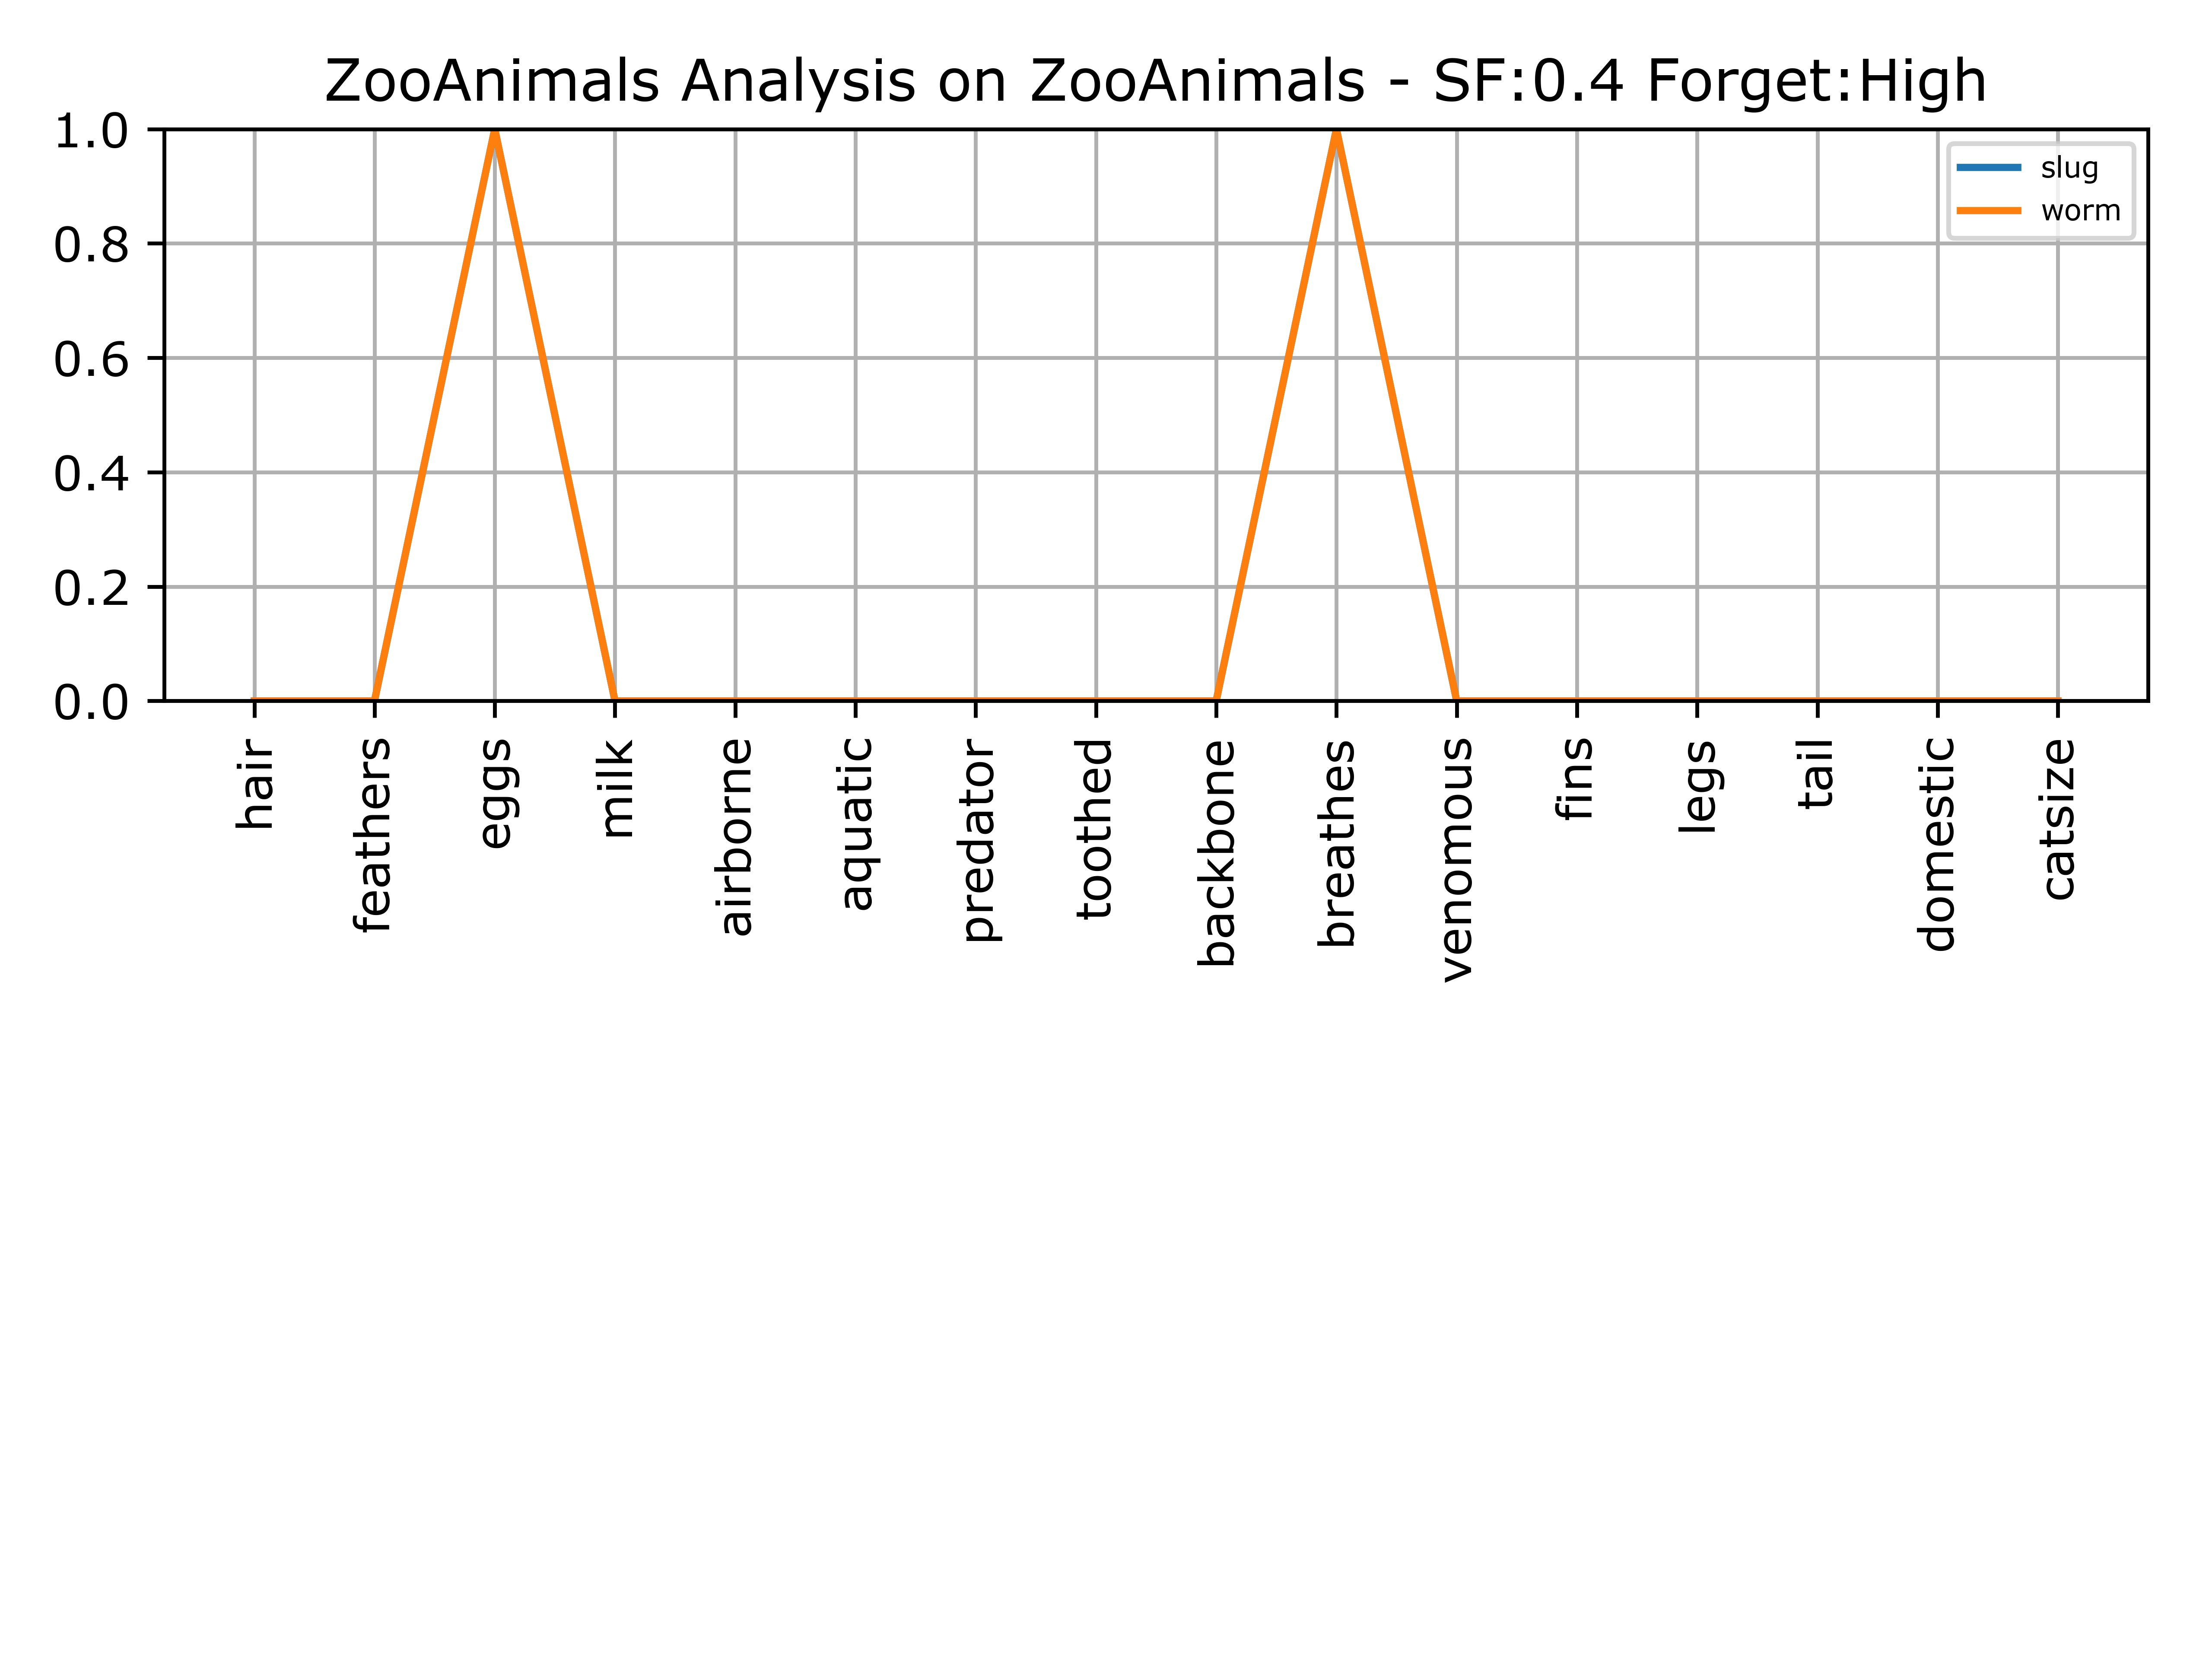 ZooAnimals Analysis on ZooAnimals - SF:0.4 Forget:High
1.0
0.8
0.6
0.4
0.2
0.0
slug
worm
hair
feathers
eggs
milk
airborne
aquatic
predator
toothed
backbone
breathes
venomous
fins
legs
tail
domestic
catsize